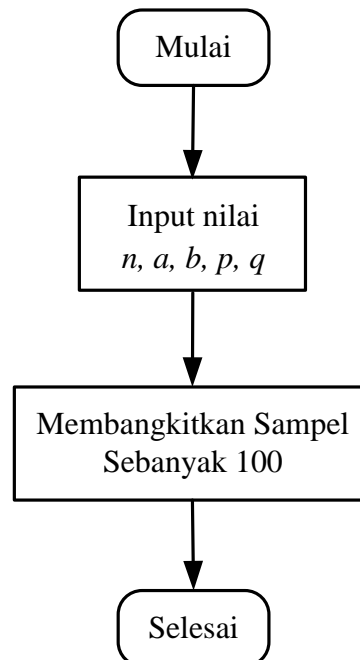 Mulai
Input nilai
n, a, b, p, q
Membangkitkan Sampel
Sebanyak 100
Selesai